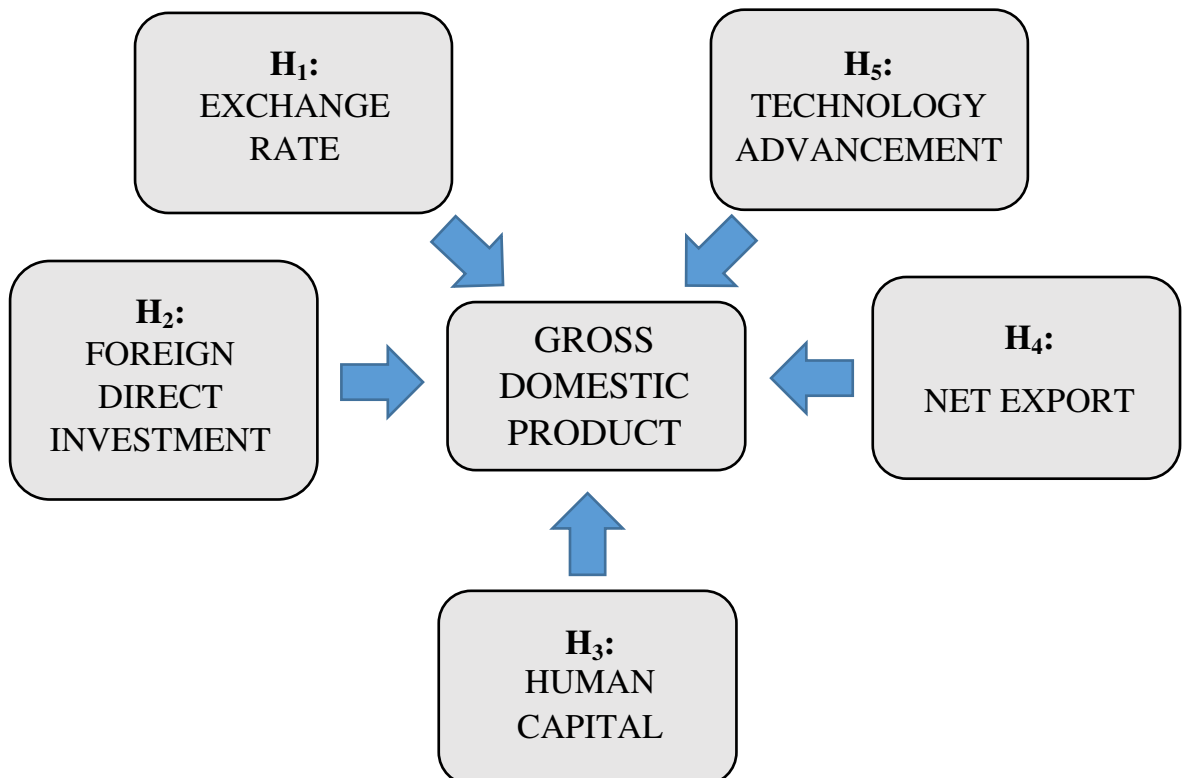 H₁:
EXCHANGE
RATE
H₅:
TECHNOLOGY
ADVANCEMENT
H₂:
FOREIGN
DIRECT
INVESTMENT
GROSS
DOMESTIC
PRODUCT
H₄:
NET EXPORT
H₃:
HUMAN
CAPITAL